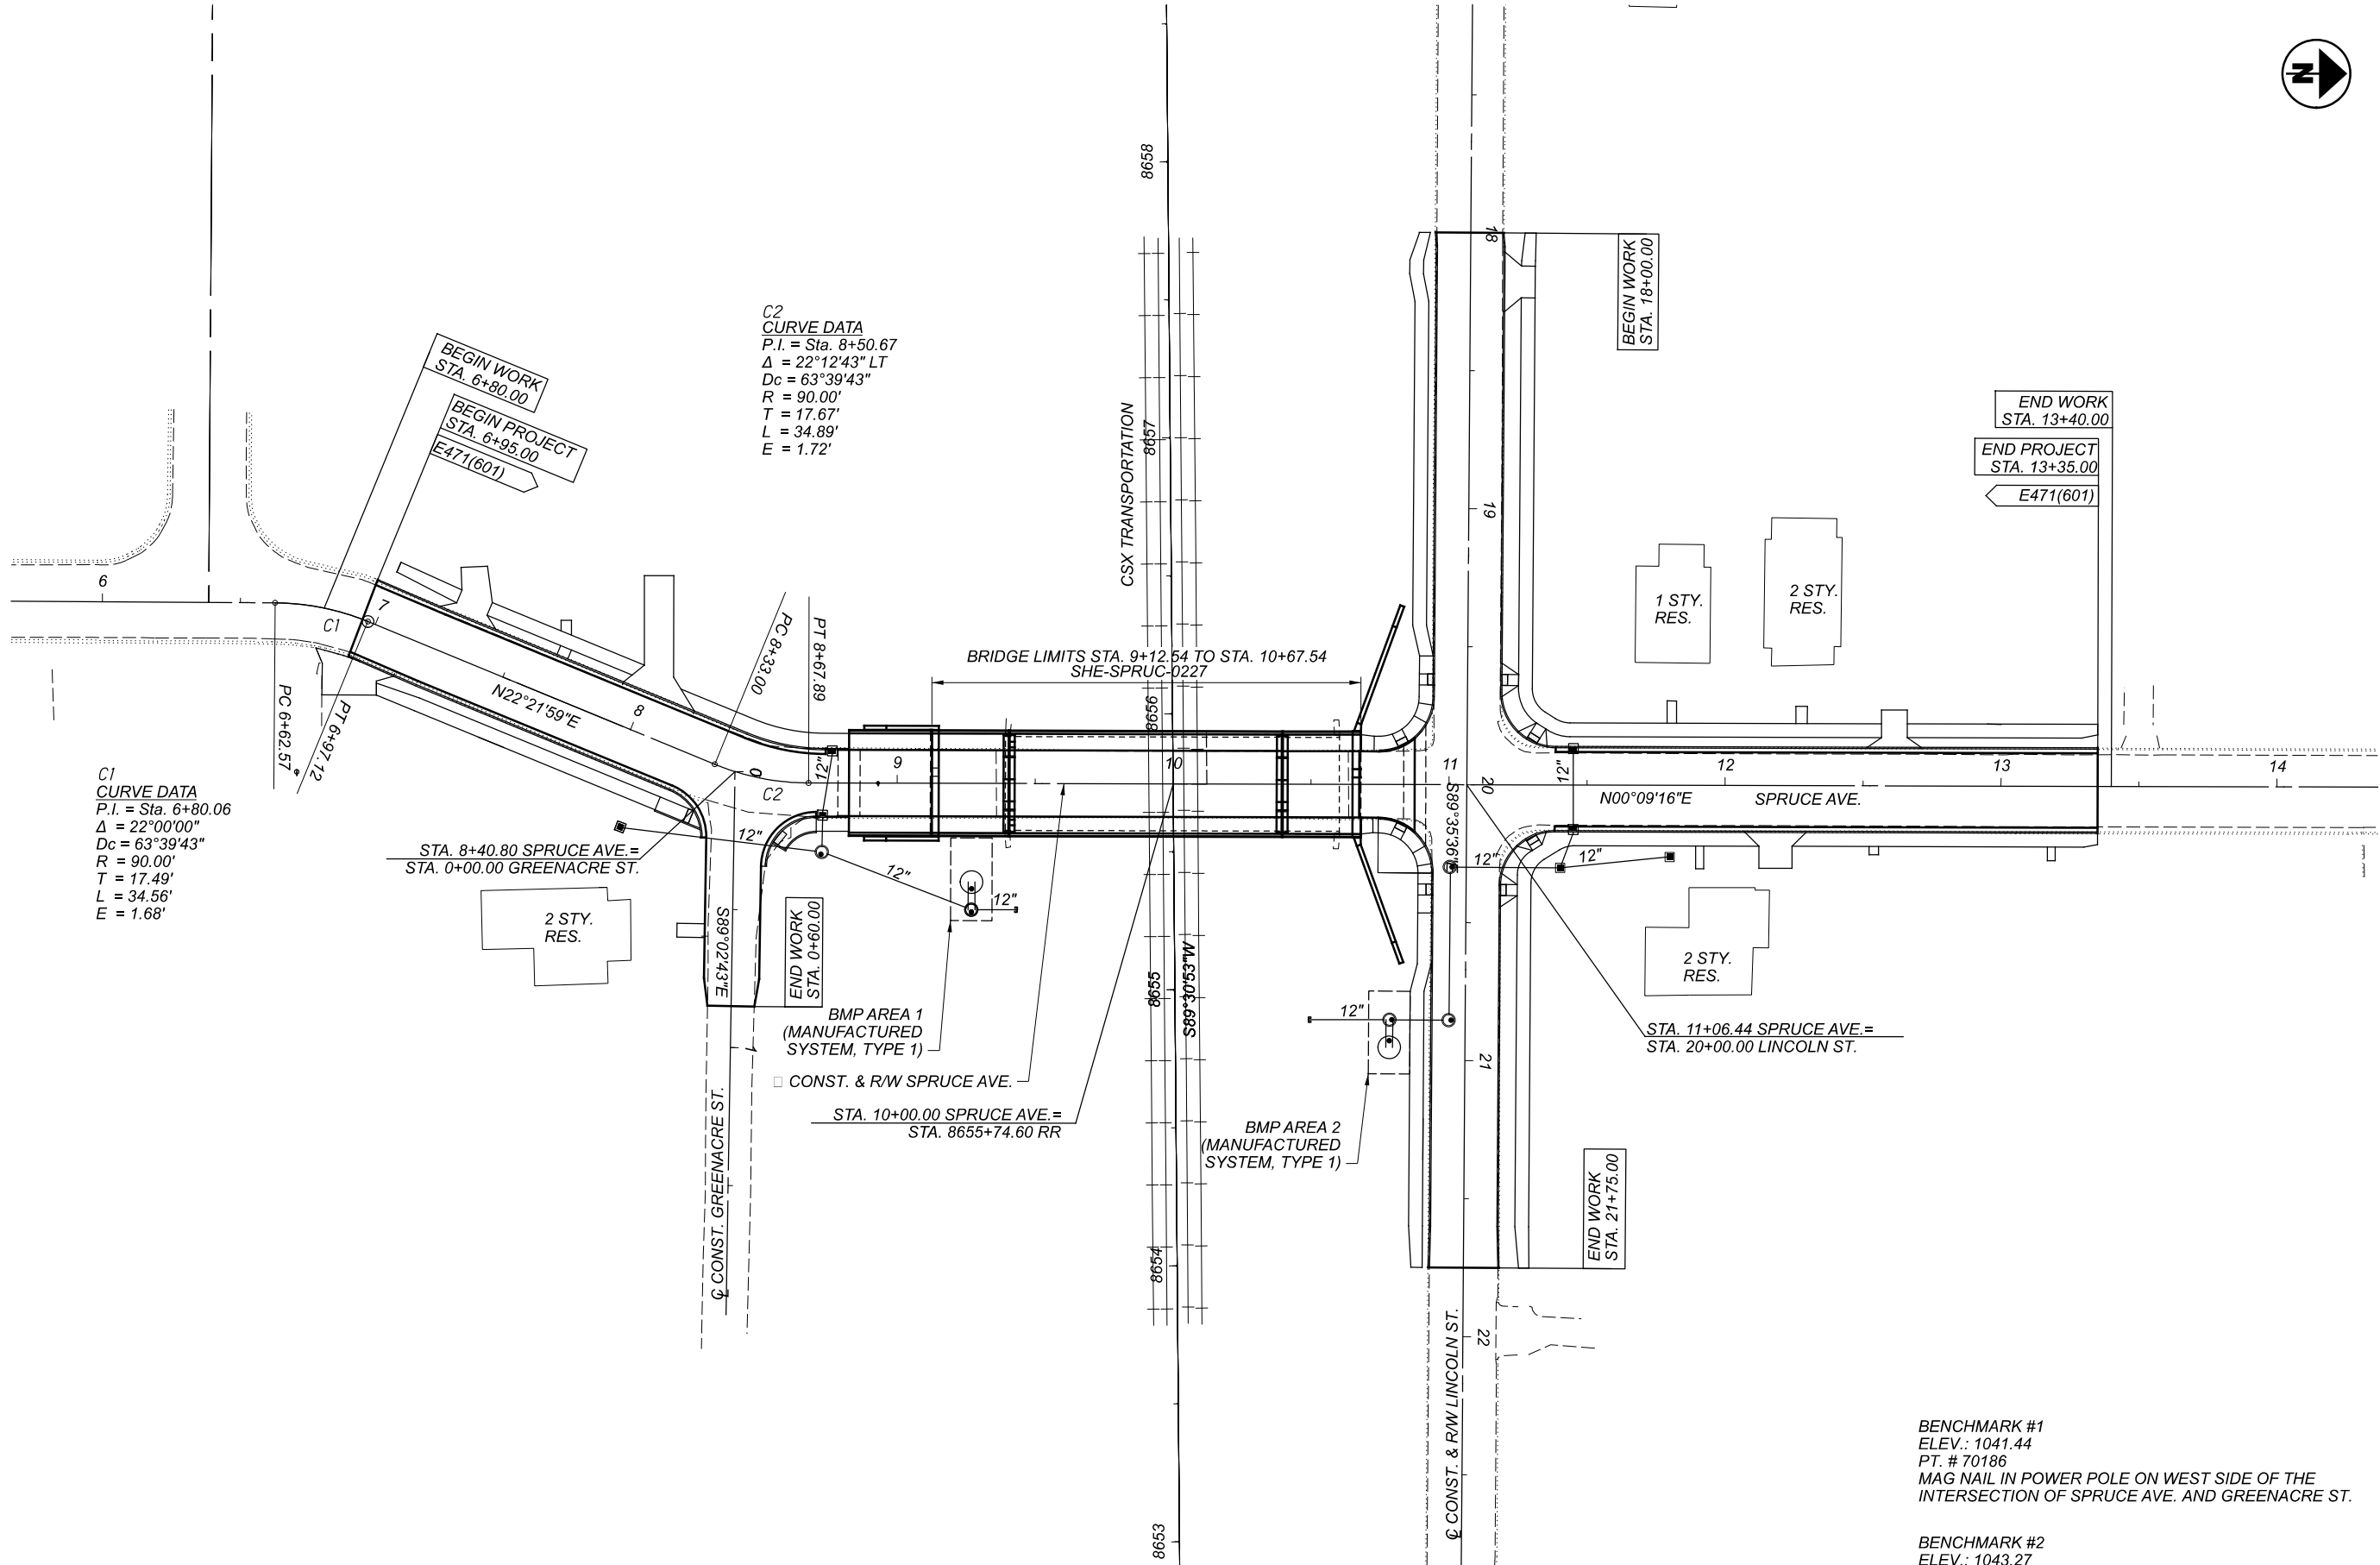 N
8658
18
BEGIN WORK
STA. 18+00.00
C2
CURVE DATA
P.I. = Sta. 8+50.67
Δ = 22°12'43" LT
Dc = 63°39'43"
R = 90.00'
T = 17.67'
L = 34.89'
E = 1.72'
BEGIN WORK
STA. 6+80.00
BEGIN PROJECT
STA. 6+95.00
E471(601)
END WORK
STA. 13+40.00
END PROJECT
STA. 13+35.00
E471(601)
CSX TRANSPORTATION
8657
19
6
7
C1
1 STY.
RES.
2 STY.
RES.
PC 8+33.00
PT 8+67.89
BRIDGE LIMITS STA. 9+12.54 TO STA. 10+67.54
SHE-SPRUC-0227
N22°21'59"E
8
8656
PC 6+62.57
PT 6+97.12
0
C2
12"
9
10
11
20
12"
12
13
14
N00°09'16"E
SPRUCE AVE.
S89°35'36"
C1
CURVE DATA
P.I. = Sta. 6+80.06
Δ = 22°00'00"
Dc = 63°39'43"
R = 90.00'
T = 17.49'
L = 34.56'
E = 1.68'
STA. 8+40.80 SPRUCE AVE.=
STA. 0+00.00 GREENACRE ST.
12"
12"
12"
12"
12"
2 STY.
RES.
S89°02'43"E
END WORK
STA. 0+60.00
2 STY.
RES.
8655
S89°30'53"W
BMP AREA 1
(MANUFACTURED
SYSTEM, TYPE 1)
12"
STA. 11+06.44 SPRUCE AVE.=
STA. 20+00.00 LINCOLN ST.
1
21
CONST. & R/W SPRUCE AVE.
STA. 10+00.00 SPRUCE AVE.=
STA. 8655+74.60 RR
BMP AREA 2
(MANUFACTURED
SYSTEM, TYPE 1)
END WORK
STA. 21+75.00
℄ CONST. GREENACRE ST.
8654
22
℄ CONST. & R/W LINCOLN ST.
8653
BENCHMARK #1
ELEV.: 1041.44
PT. # 70186
MAG NAIL IN POWER POLE ON WEST SIDE OF THE
INTERSECTION OF SPRUCE AVE. AND GREENACRE ST.
BENCHMARK #2
ELEV.: 1043.27